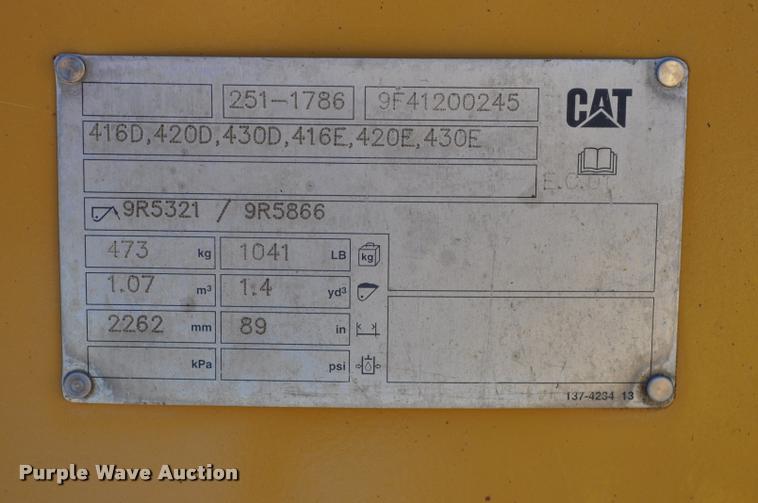 251-1786 9F41200245 CAT
416D,420D,430D,416E,420E,430E
9R5321 / 9R5866
473 kg 1041 LB kg
1.07 m³ 1.4 yd³
2262 mm 89 in
kPa psi
137-4234 13
Purple Wave Auction